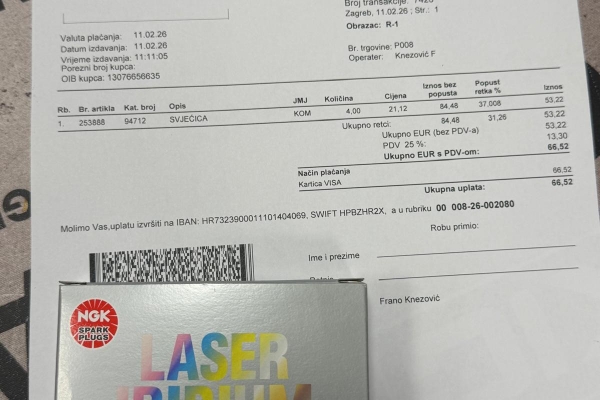 Broj transakcije: 7426
Zagreb, 11.02.26 ; Str.: 1
Obrazac: R-1
Valuta plaćanja: 11.02.26
Datum izdavanja: 11.02.26
Vrijeme izdavanja: 11:11:05
Porezni broj kupca:
OIB kupca: 13076656635
Br. trgovine: P008
Operater: Knezović F
Rb. Br. artikla Kat. broj Opis JMJ Količina Cijena Iznos bez popusta Popust retka % Iznos
1. 253888 94712 SVJEĆICA KOM 4,00 21,12 84,48 37,008 53,22
Ukupno retci: 84,48 31,26 53,22
Ukupno EUR (bez PDV-a) 53,22
PDV 25 %: 13,30
Ukupno EUR s PDV-om: 66,52
Način plaćanja
Kartica VISA 66,52
Ukupna uplata: 66,52
Molimo Vas,uplatu izvršiti na IBAN: HR7323900011101404069, SWIFT HPBZHR2X, a u rubriku 00 008-26-002080
Robu primio:
Ime i prezime
Frano Knezović
NGK
SPARK
PLUGS
LASER
IRIDIUM